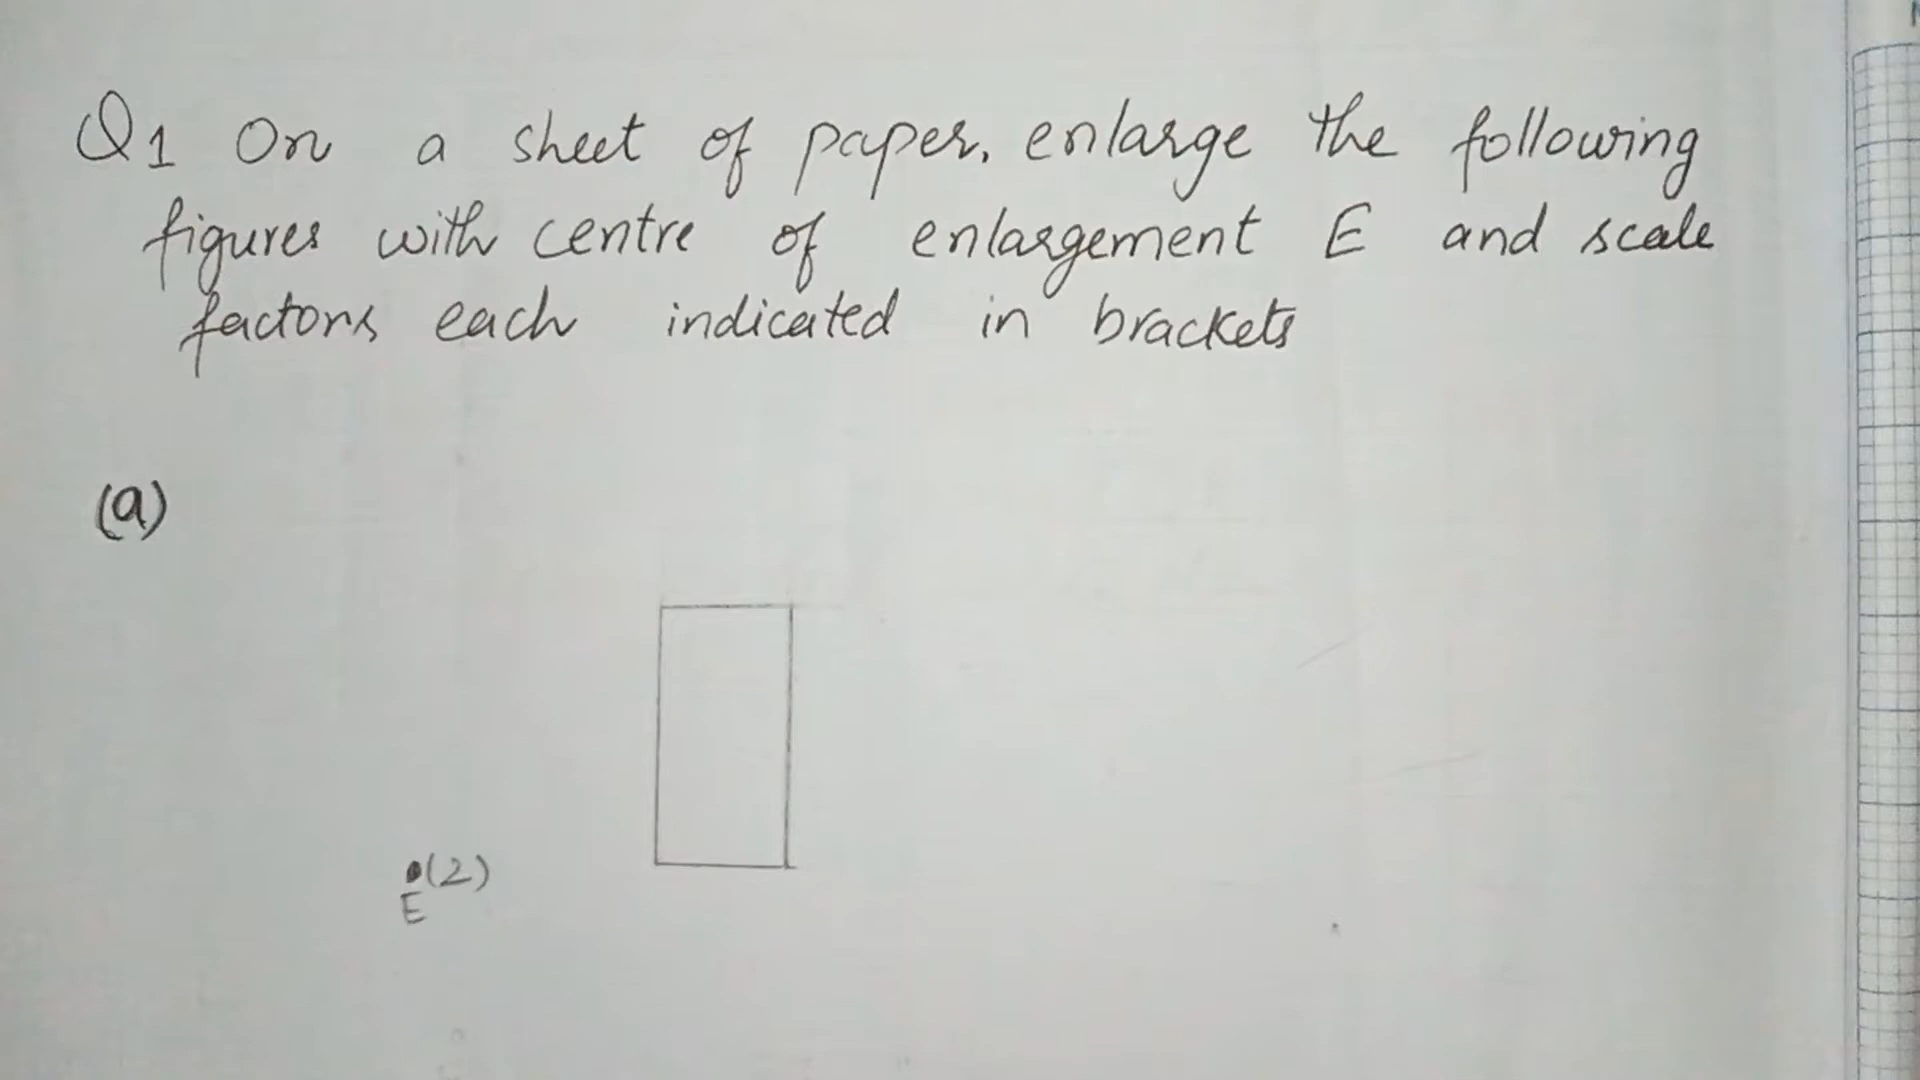 Q1 On a sheet of paper, enlarge the following
figures with centre of enlargement E and scale
factors each indicated in brackets
(a)
(2)
E